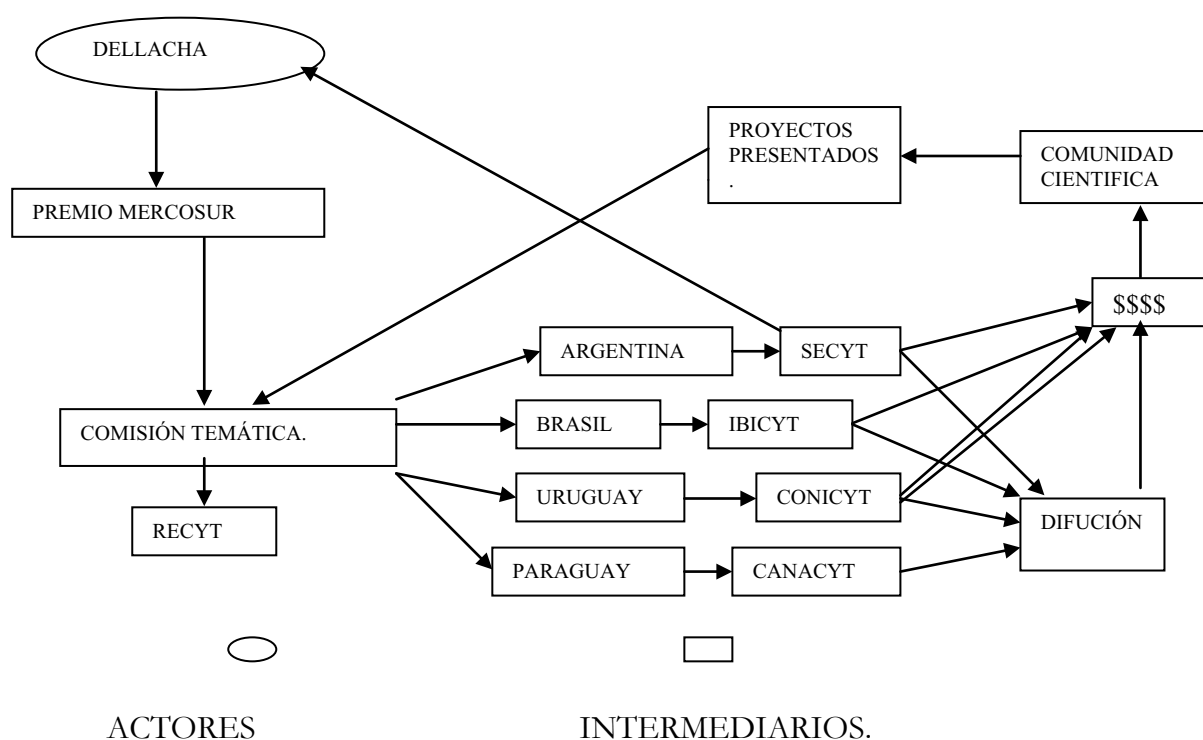 DELLACHA
PROYECTOS
PRESENTADOS
.
COMUNIDAD
CIENTIFICA
PREMIO MERCOSUR
$$$$
ARGENTINA
SECYT
COMISIÓN TEMÁTICA.
BRASIL
IBICYT
URUGUAY
CONICYT
DIFUCIÓN
RECYT
PARAGUAY
CANACYT
ACTORES
INTERMEDIARIOS.